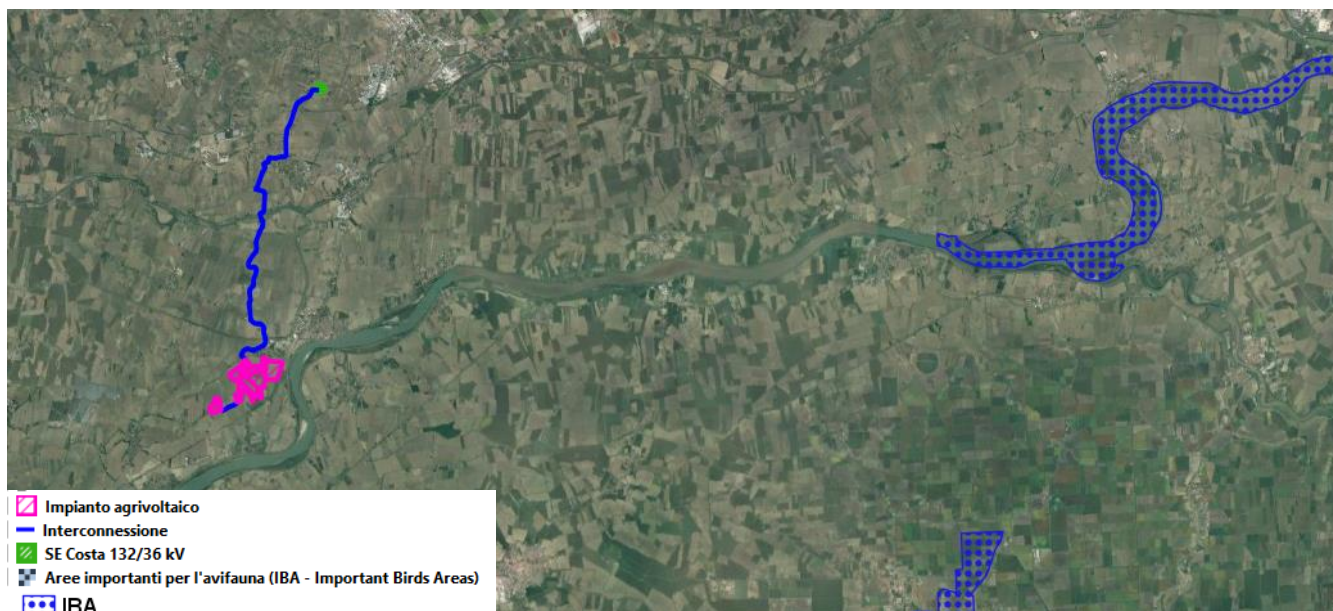 Impianto agrivoltaico
Interconnessione
SE Costa 132/36 kV
Aree importanti per l'avifauna (IBA - Important Birds Areas)
IBA